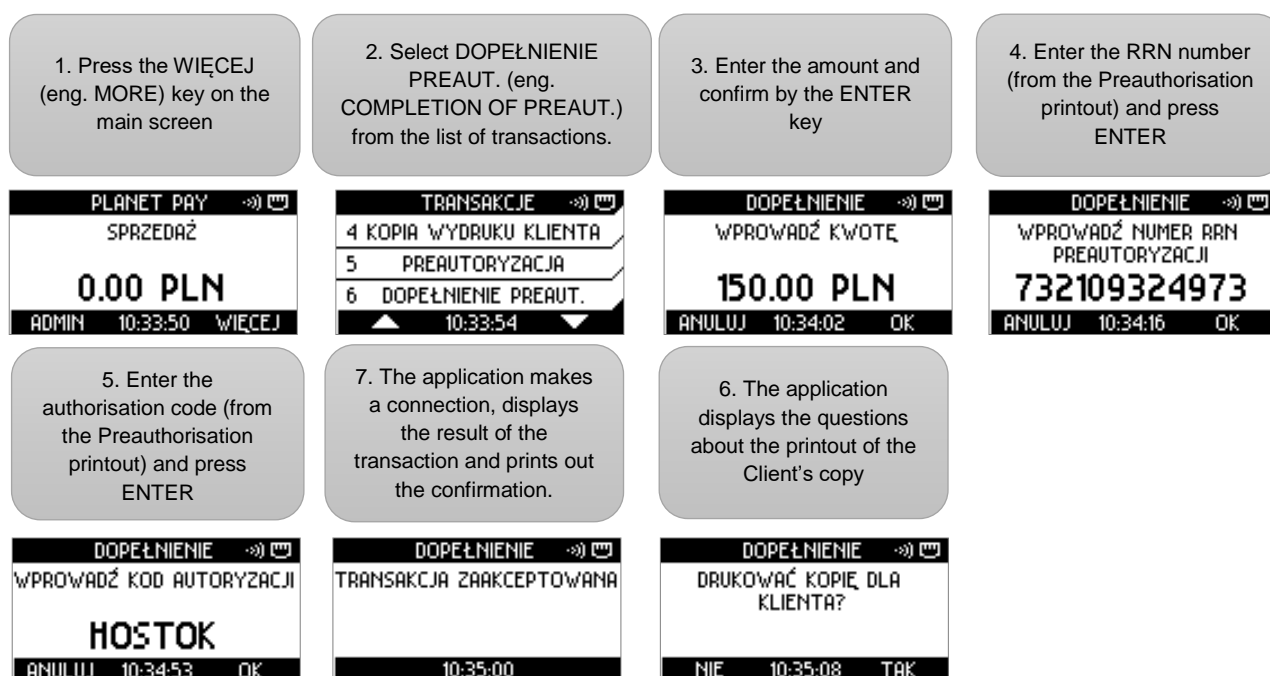 1. Press the WIĘCEJ
(eng. MORE) key on the
main screen
2. Select DOPEŁNIENIE
PREAUT. (eng.
COMPLETION OF PREAUT.)
from the list of transactions.
3. Enter the amount and
confirm by the ENTER
key
4. Enter the RRN number
(from the Preauthorisation
printout) and press
ENTER
PLANET PAY
SPRZEDAŻ
0.00 PLN
ADMIN 10:33:50 WIĘCEJ
TRANSAKCJE
4 KOPIA WYDRUKU KLIENTA
5 PREAUTORYZACJA
6 DOPEŁNIENIE PREAUT.
10:33:54
DOPEŁNIENIE
WPROWADŹ KWOTĘ
150.00 PLN
ANULUJ 10:34:02 OK
DOPEŁNIENIE
WPROWADŹ NUMER RRN
PREAUTORYZACJI
732109324973
ANULUJ 10:34:16 OK
5. Enter the
authorisation code (from
the Preauthorisation
printout) and press
ENTER
7. The application makes
a connection, displays
the result of the
transaction and prints out
the confirmation.
6. The application
displays the questions
about the printout of the
Client's copy
DOPEŁNIENIE
WPROWADŹ KOD AUTORYZACJI
HOSTOK
ANULUJ 10:34:53 OK
DOPEŁNIENIE
TRANSAKCJA ZAAKCEPTOWANA
10:35:00
DOPEŁNIENIE
DRUKOWAĆ KOPIĘ DLA
KLIENTA?
NIE 10:35:08 TAK